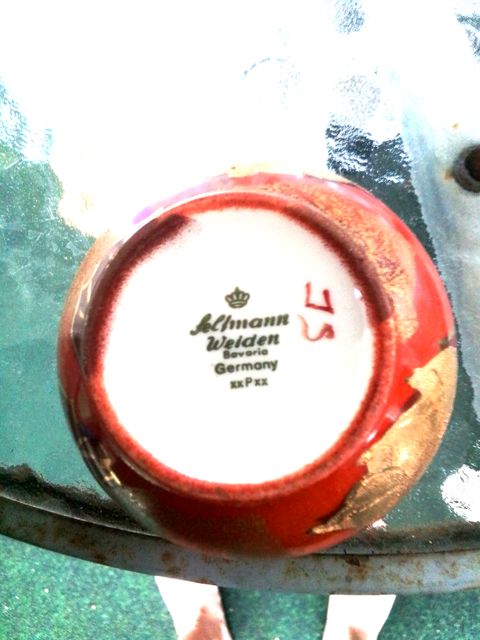 Seltmann
Weiden
Bavaria
Germany
xxPxx